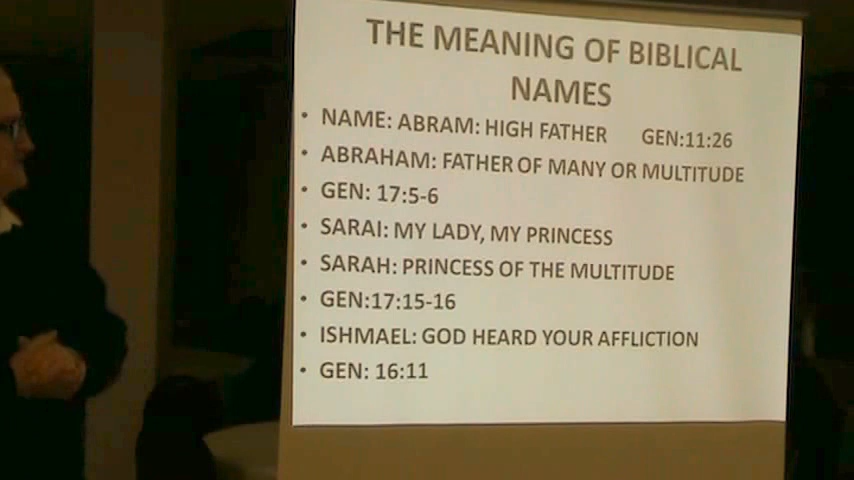 THE MEANING OF BIBLICAL
NAMES
• NAME: ABRAM: HIGH FATHER GEN:11:26
• ABRAHAM: FATHER OF MANY OR MULTITUDE
• GEN: 17:5-6
• SARAI: MY LADY, MY PRINCESS
• SARAH: PRINCESS OF THE MULTITUDE
• GEN:17:15-16
• ISHMAEL: GOD HEARD YOUR AFFLICTION
• GEN: 16:11